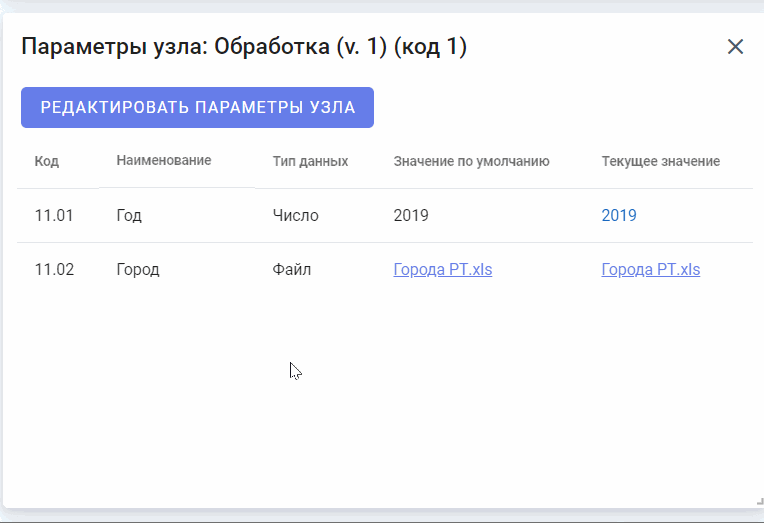 Параметры узла: Обработка (v. 1) (код 1)
РЕДАКТИРОВАТЬ ПАРАМЕТРЫ УЗЛА
Код Наименование Тип данных Значение по умолчанию Текущее значение
11.01 Год Число 2019 2019
11.02 Город Файл Города РТ.xls Города РТ.xls